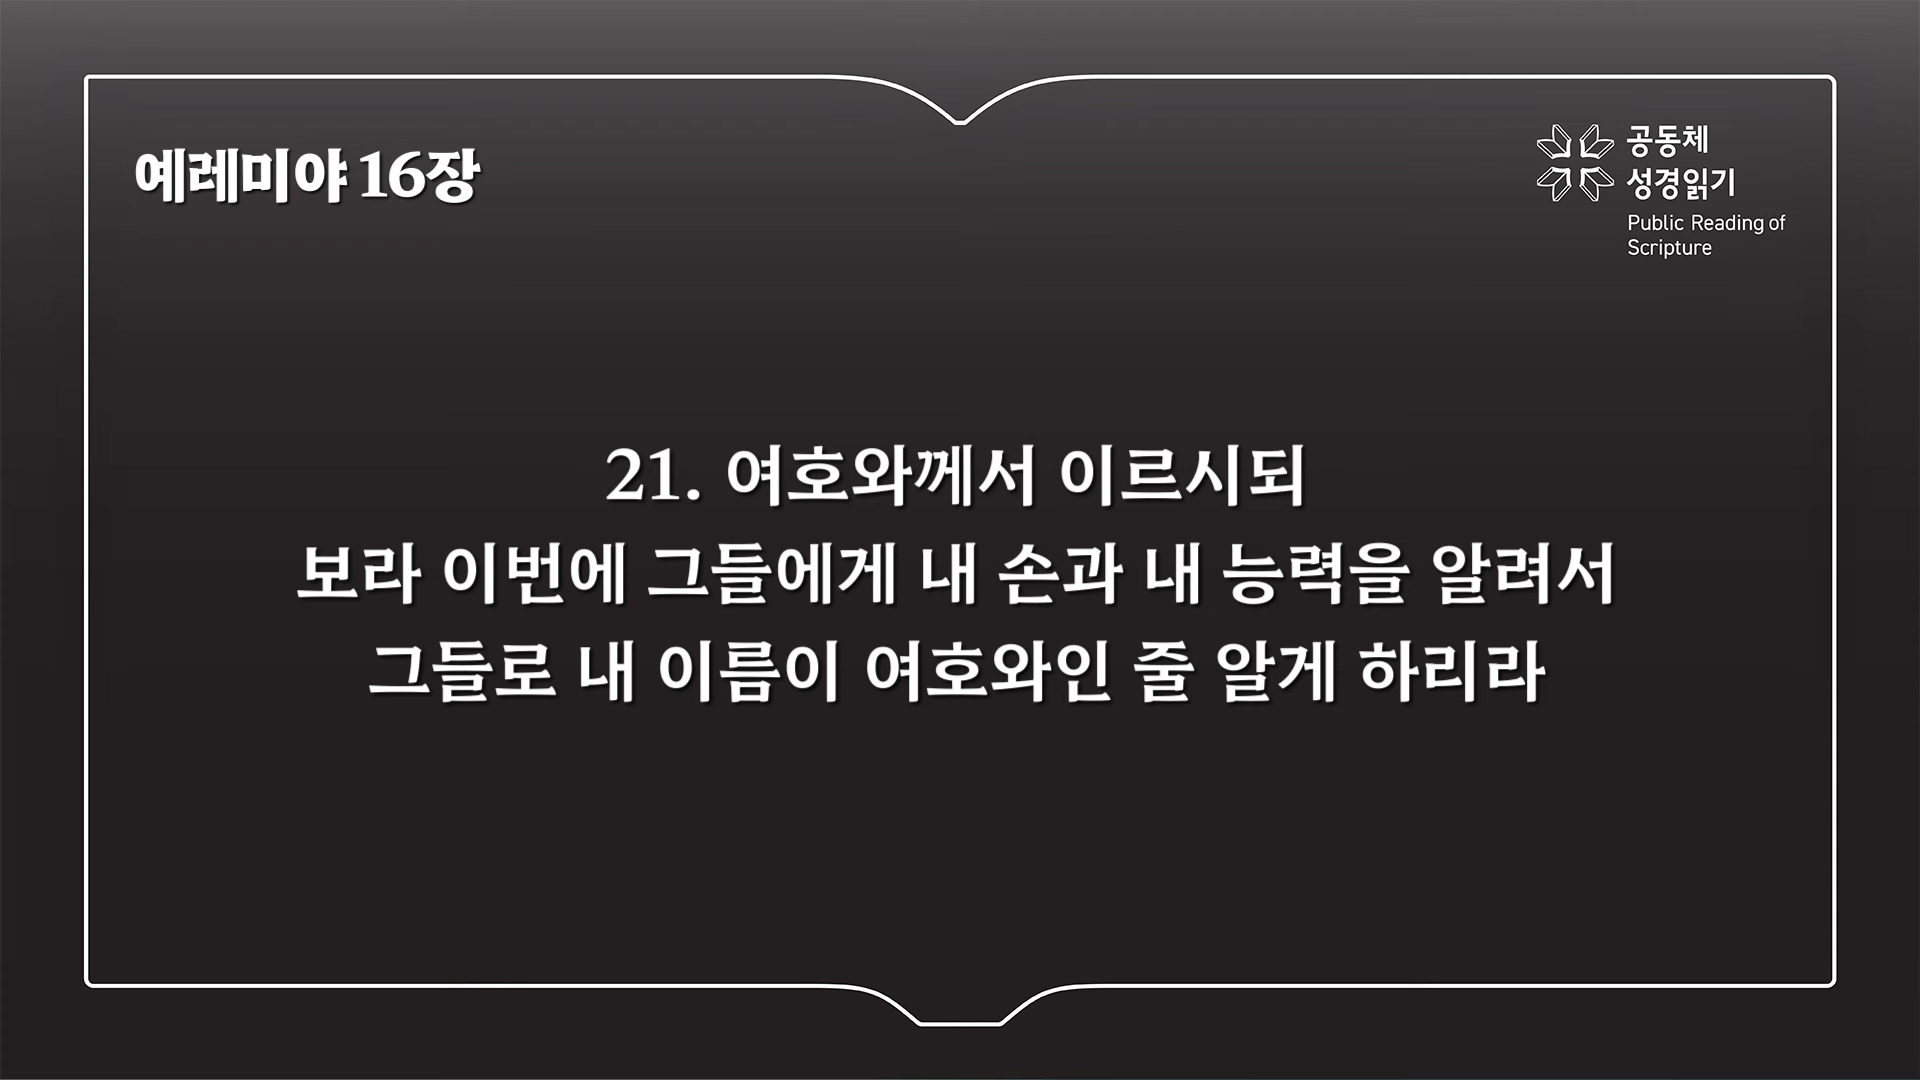 예레미야 16장
공동체
성경읽기
Public Reading of
Scripture
21. 여호와께서 이르시되
보라 이번에 그들에게 내 손과 내 능력을 알려서
그들로 내 이름이 여호와인 줄 알게 하리라